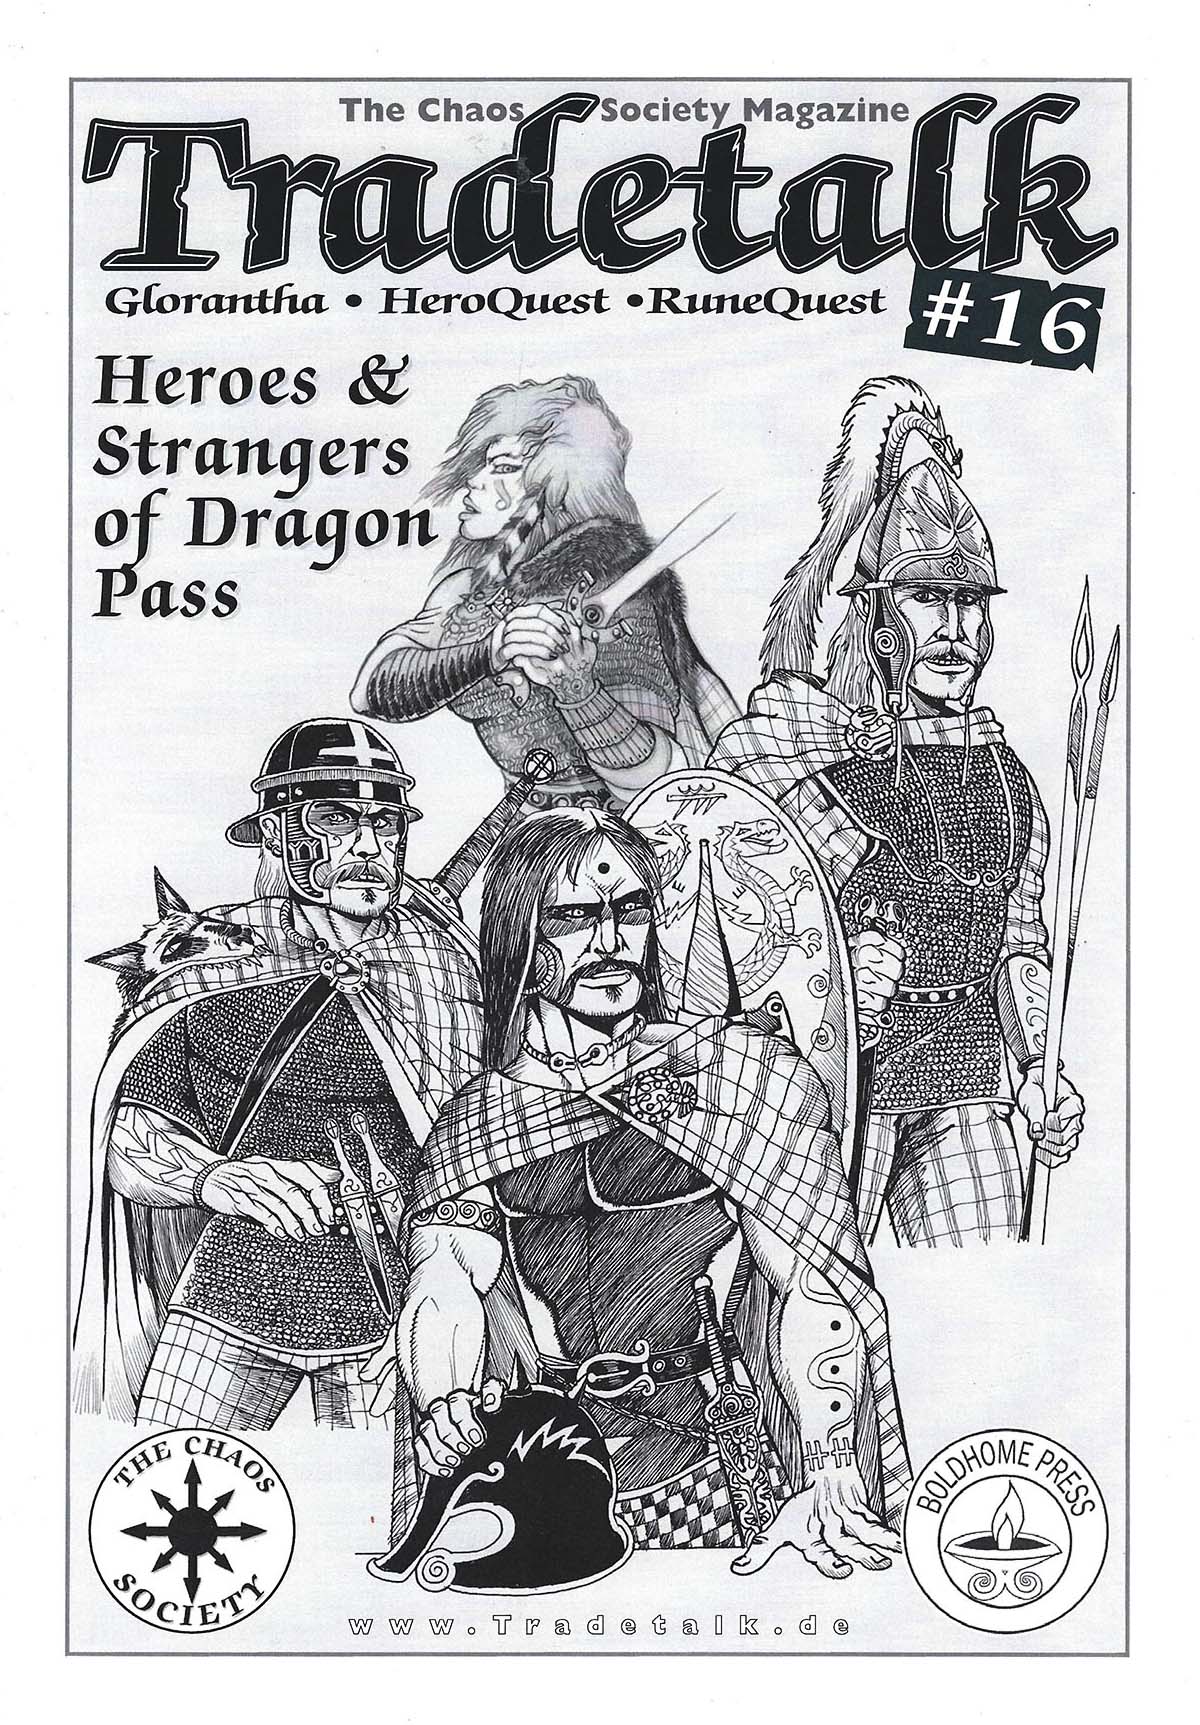 The Chaos Society Magazine
Tradetalk
Glorantha • HeroQuest • RuneQuest
#16
Heroes &
Strangers
of Dragon
Pass
THE CHAOS
SOCIETY
BOLDHOME PRESS
www.Tradetalk.de